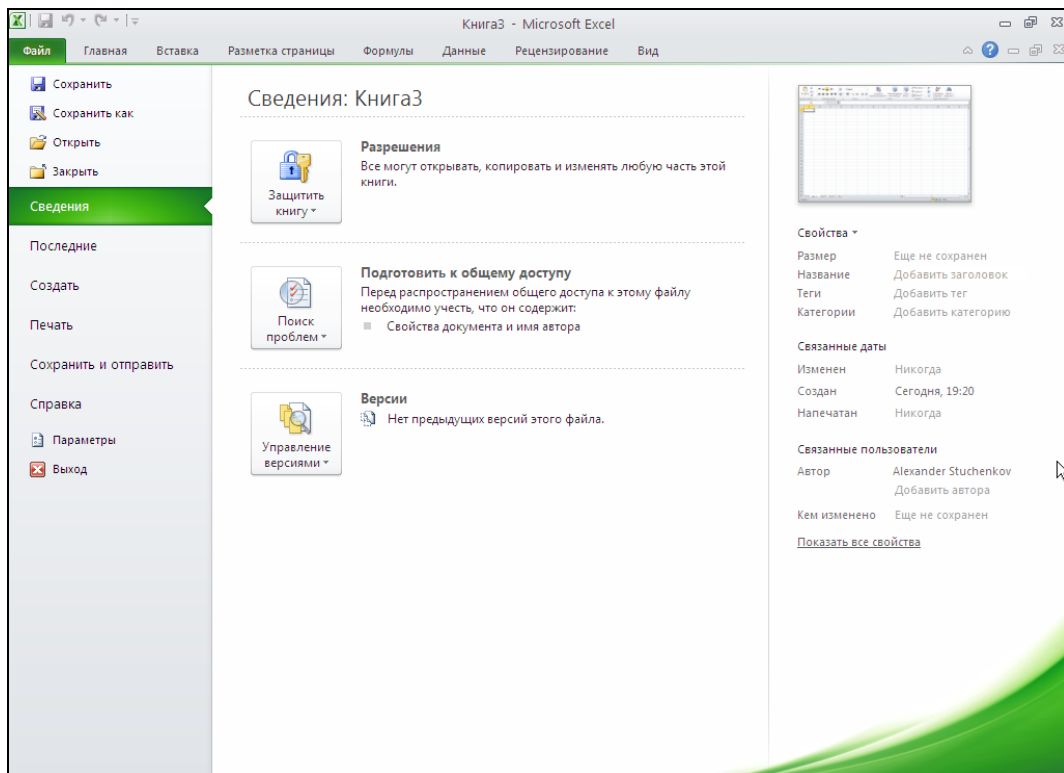 Книга3 - Microsoft Excel
Файл Главная Вставка Разметка страницы Формулы Данные Рецензирование Вид
Сохранить
Сохранить как
Открыть
Закрыть
Сведения
Последние
Создать
Печать
Сохранить и отправить
Справка
Параметры
Выход
Сведения: Книга3
Защитить
книгу
Разрешения
Все могут открывать, копировать и изменять любую часть этой
книги.
Поиск
проблем
Подготовить к общему доступу
Перед распространением общего доступа к этому файлу
необходимо учесть, что он содержит:
Свойства документа и имя автора
Управление
версиями
Версии
Нет предыдущих версий этого файла.
Свойства
Размер Еще не сохранен
Название Добавить заголовок
Теги Добавить тег
Категории Добавить категорию
Связанные даты
Изменен Никогда
Создан Сегодня, 19:20
Напечатан Никогда
Связанные пользователи
Автор Alexander Stuchenkov
Добавить автора
Кем изменено Еще не сохранен
Показать все свойства